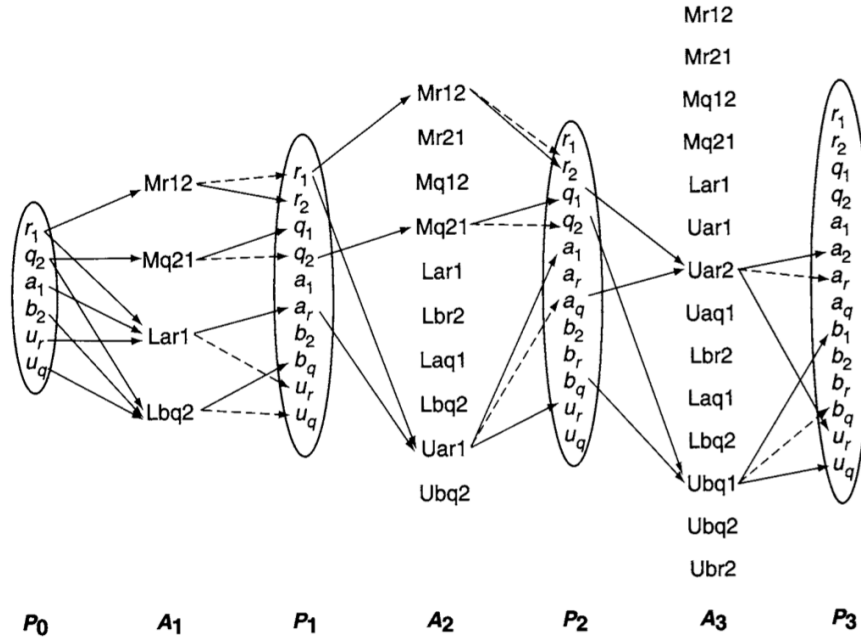 r1
q2
a1
b2
ur
uq
Mr12
Mq21
Lar1
Lbq2
r1
r2
q1
q2
a1
ar
b2
bq
ur
uq
Mr12
Mr21
Mq12
Mq21
Lar1
Lbr2
Laq1
Lbq2
Uar1
Ubq2
r1
r2
q1
q2
a1
ar
aq
b2
br
bq
ur
uq
Mr12
Mr21
Mq12
Mq21
Lar1
Uar1
Uar2
Uaq1
Lbr2
Laq1
Lbq2
Ubq1
Ubq2
Ubr2
r1
r2
q1
q2
a1
a2
ar
aq
b1
b2
br
bq
ur
uq
P0 A1 P1 A2 P2 A3 P3